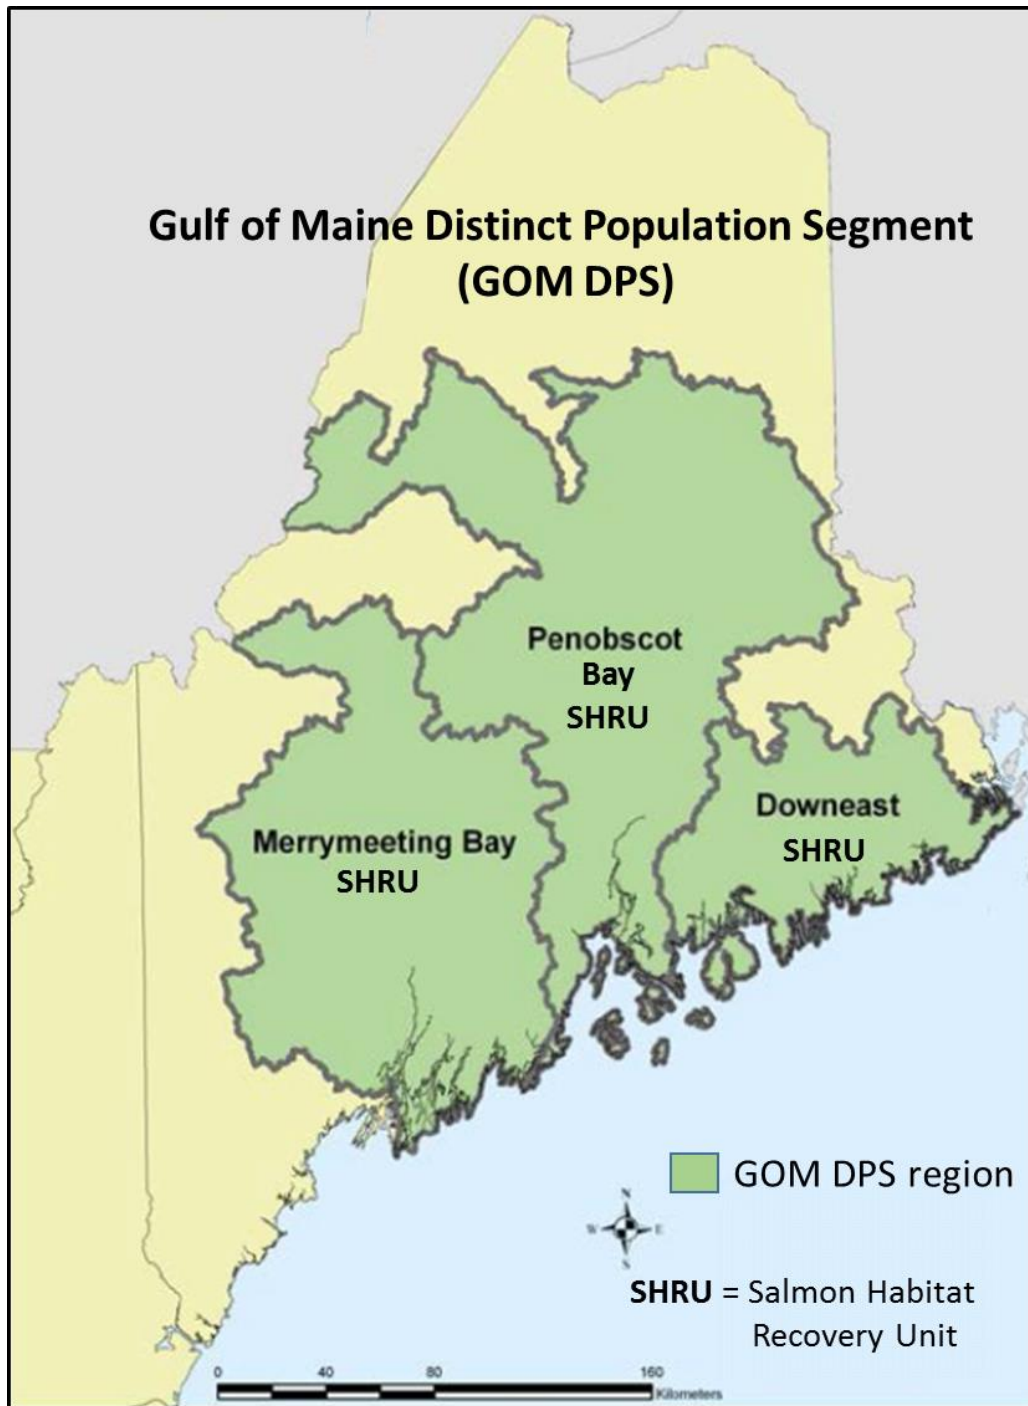 Gulf of Maine Distinct Population Segment
(GOM DPS)
Penobscot
Bay
SHRU
Downeast
SHRU
Merrymeeting Bay
SHRU
GOM DPS region
N
W E
S
SHRU = Salmon Habitat
Recovery Unit
0 40 80 160
Kilometers